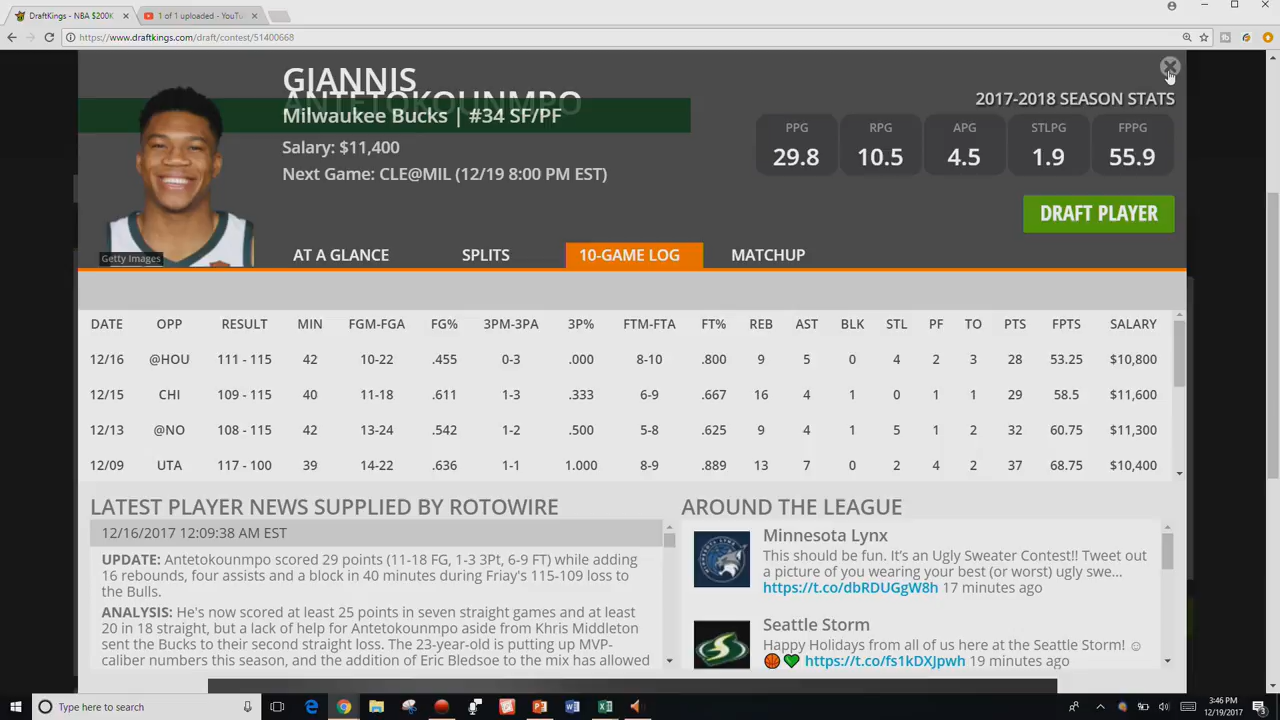 DraftKings - NBA $200K
1 of 1 uploaded - YouTu
https://www.draftkings.com/draft/contest/51400668
GIANNIS
ANTETOKOUNMPO
Milwaukee Bucks | #34 SF/PF
Salary: $11,400
Next Game: CLE@MIL (12/19 8:00 PM EST)
Getty Images
2017-2018 SEASON STATS
PPG RPG APG STLPG FPPG
29.8 10.5 4.5 1.9 55.9
DRAFT PLAYER
AT A GLANCE SPLITS 10-GAME LOG MATCHUP
DATE OPP RESULT MIN FGM-FGA FG% 3PM-3PA 3P% FTM-FTA FT% REB AST BLK STL PF TO PTS FPTS SALARY
12/16 @HOU 111 - 115 42 10-22 .455 0-3 .000 8-10 .800 9 5 0 4 2 3 28 53.25 $10,800
12/15 CHI 109 - 115 40 11-18 .611 1-3 .333 6-9 .667 16 4 1 0 1 1 29 58.5 $11,600
12/13 @NO 108 - 115 42 13-24 .542 1-2 .500 5-8 .625 9 4 1 5 1 2 32 60.75 $11,300
12/09 UTA 117 - 100 39 14-22 .636 1-1 1.000 8-9 .889 13 7 0 2 4 2 37 68.75 $10,400
LATEST PLAYER NEWS SUPPLIED BY ROTOWIRE
12/16/2017 12:09:38 AM EST
UPDATE: Antetokounmpo scored 29 points (11-18 FG, 1-3 3Pt, 6-9 FT) while adding
16 rebounds, four assists and a block in 40 minutes during Friay's 115-109 loss to
the Bulls.
ANALYSIS: He's now scored at least 25 points in seven straight games and at least
20 in 18 straight, but a lack of help for Antetokounmpo aside from Khris Middleton
sent the Bucks to their second straight loss. The 23-year-old is putting up MVP-
caliber numbers this season, and the addition of Eric Bledsoe to the mix has allowed
AROUND THE LEAGUE
Minnesota Lynx
This should be fun. It's an Ugly Sweater Contest!! Tweet out
a picture of you wearing your best (or worst) ugly swe...
https://t.co/dbRDUGgW8h 17 minutes ago
Seattle Storm
Happy Holidays from all of us here at the Seattle Storm! ☺
🏀 💚 https://t.co/fs1kDXJpwh 19 minutes ago
Type here to search
3:46 PM
12/19/2017